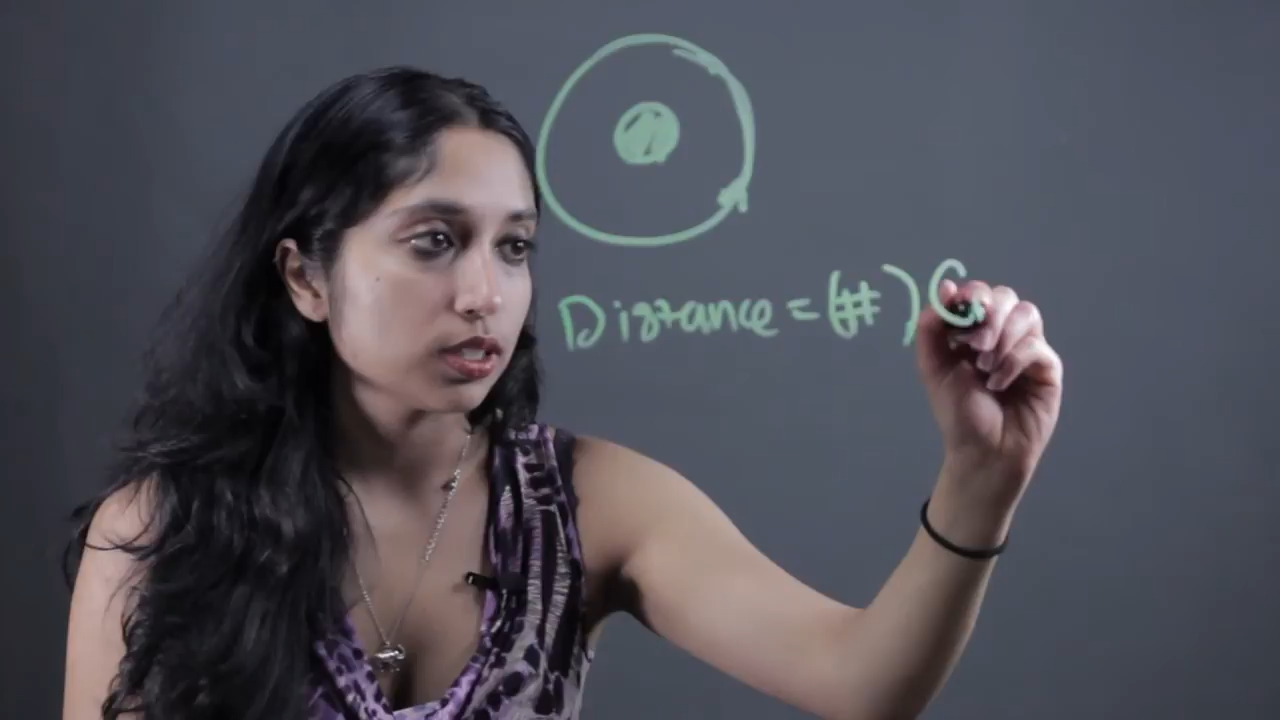 Distance = (#) C